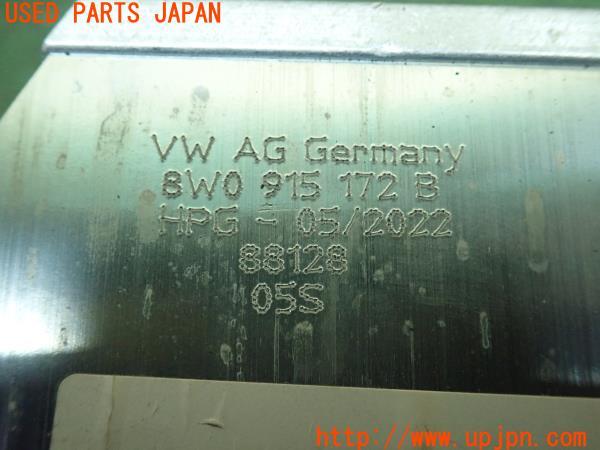 USED PARTS JAPAN
VW AG Germany
8W0 915 172 B
HPG - 05/2022
88128
05S
http://www.upjpn.com/